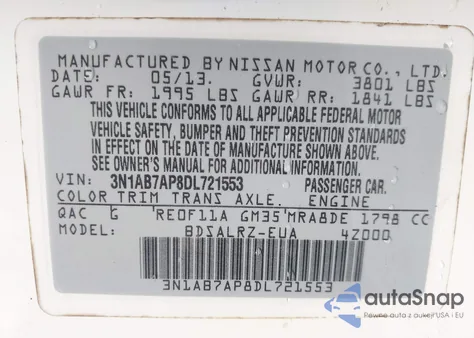 MANUFACTURED BY NISSAN MOTOR CO., LTD.
DATE: 05/13. GVWR: 3801 LBS
GAWR FR: 1995 LBS GAWR RR: 1841 LBS
THIS VEHICLE CONFORMS TO ALL APPLICABLE FEDERAL MOTOR
VEHICLE SAFETY, BUMPER AND THEFT PREVENTION STANDARDS
IN EFFECT ON THE DATE OF MANUFACTURE SHOWN ABOVE.
SEE OWNER'S MANUAL FOR ADDITIONAL INFORMATION.
VIN: 3N1AB7AP8DL721553 PASSENGER CAR.
COLOR TRIM TRANS AXLE. ENGINE
QAC G RE0F11A GM35 MRA8DE 1798 CC
MODEL: BDSALRZ-EUA 4Z000
3N1AB7AP8DL721553
autoSnap
Доступні аукціони з USA і EU